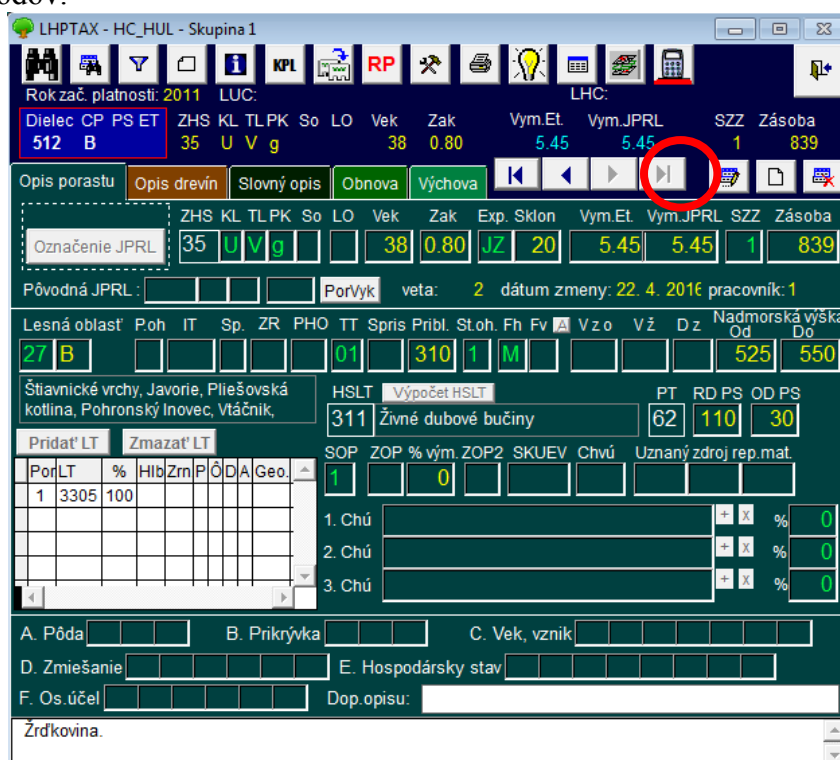 LHPTAX - HC_HUL - Skupina 1
KPL RP
Rok zač. platnosti: 2011 LUC: LHC:
Dielec CP PS ET ZHS KL TL PK So LO Vek Zak Vym.Et. Vym.JPRL SZZ Zásoba
512 B 35 U V g 38 0.80 5.45 5.45 1 839
Opis porastu Opis drevín Slovný opis Obnova Výchova
ZHS KL TL PK So LO Vek Zak Exp. Sklon Vym.Et. Vym.JPRL SZZ Zásoba
Označenie JPRL 35 U V g 38 0.80 JZ 20 5.45 5.45 1 839
Pôvodná JPRL : PorVyk veta: 2 dátum zmeny: 22. 4. 2016 pracovník: 1
Lesná oblasť P.oh IT Sp. ZR PHO TT Spris Pribl. St.oh. Fh Fv A V z o V ž D z Nadmorská výška
Od Do
27 B 01 310 1 M 525 550
Štiavnické vrchy, Javorie, Pliešovská
kotlina, Pohronský Inovec, Vtáčnik,
HSLT Výpočet HSLT PT RD PS OD PS
311 Živné dubové bučiny 62 110 30
Pridať LT Zmazať LT
SOP ZOP % vým. ZOP2 SKUEV Chvú Uznaný zdroj rep.mat.
1 0
Por LT % Hlb Zrn P Ô D A Geo.
1 3305 100
1. Chú + x % 0
2. Chú + x % 0
3. Chú + x % 0
A. Pôda B. Prikrývka C. Vek, vznik
D. Zmiešanie E. Hospodársky stav
F. Os.účel Dop.opisu:
Žrďkovina.